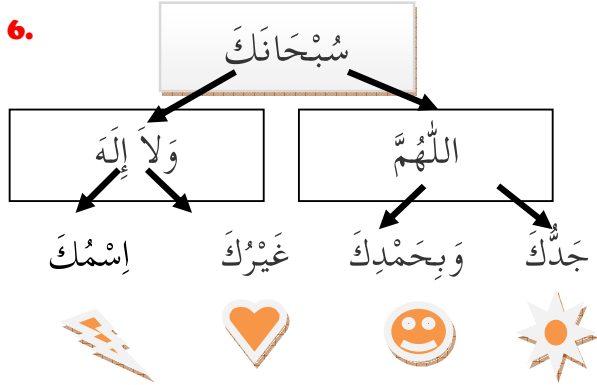 6.
سُبْحَانَكَ
اللّٰهُمَّ وَلاَ إِلَهَ
جَدُّكَ وَبِحَمْدِكَ غَيْرُكَ اِسْمُكَ